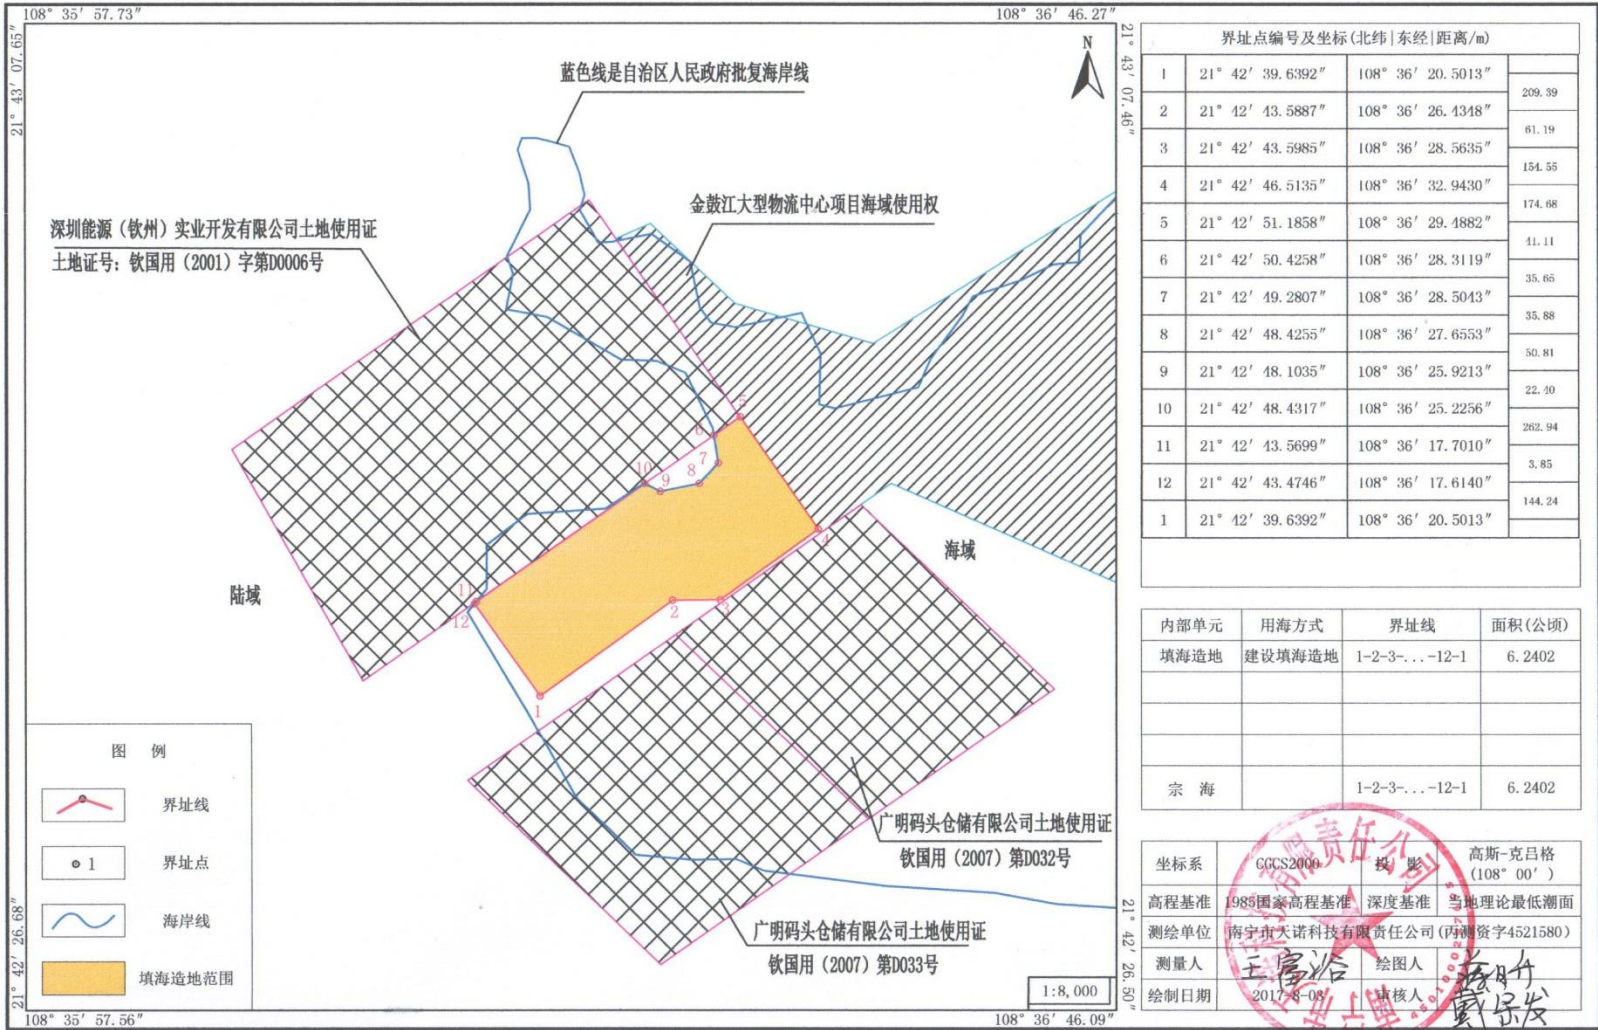 108° 35′ 57.73″
108° 36′ 46.27″
21° 43′ 07.65″
21° 43′ 07.46″
N
蓝色线是自治区人民政府批复海岸线
金鼓江大型物流中心项目海域使用权
深圳能源（钦州）实业开发有限公司土地使用证
土地证号：钦国用（2001）字第D0006号
5
6
7
8
9
10
11
12
4
3
2
1
陆域
海域
广明码头仓储有限公司土地使用证
钦国用（2007）第D032号
广明码头仓储有限公司土地使用证
钦国用（2007）第D033号
图 例
界址线
1 界址点
海岸线
填海造地范围
1:8,000
21° 42′ 26.68″
21° 42′ 26.50″
108° 35′ 57.56″
108° 36′ 46.09″
界址点编号及坐标(北纬|东经|距离/m)
1 21° 42′ 39.6392″ 108° 36′ 20.5013″
209.39
2 21° 42′ 43.5887″ 108° 36′ 26.4348″
61.19
3 21° 42′ 43.5985″ 108° 36′ 28.5635″
154.55
4 21° 42′ 46.5135″ 108° 36′ 32.9430″
174.68
5 21° 42′ 51.1858″ 108° 36′ 29.4882″
41.11
6 21° 42′ 50.4258″ 108° 36′ 28.3119″
35.65
7 21° 42′ 49.2807″ 108° 36′ 28.5043″
35.88
8 21° 42′ 48.4255″ 108° 36′ 27.6553″
50.81
9 21° 42′ 48.1035″ 108° 36′ 25.9213″
22.40
10 21° 42′ 48.4317″ 108° 36′ 25.2256″
262.94
11 21° 42′ 43.5699″ 108° 36′ 17.7010″
3.85
12 21° 42′ 43.4746″ 108° 36′ 17.6140″
144.24
1 21° 42′ 39.6392″ 108° 36′ 20.5013″
内部单元 用海方式 界址线 面积(公顷)
填海造地 建设填海造地 1-2-3-...-12-1 6.2402
宗 海 1-2-3-...-12-1 6.2402
坐标系 CGCS2000 投 影 高斯-克吕格
(108° 00′ )
高程基准 1985国家高程基准 深度基准 当地理论最低潮面
测绘单位 南宁市天诺科技有限责任公司(丙测资字4521580)
测量人 王富裕 绘图人
绘制日期 2017-8-03 审核人